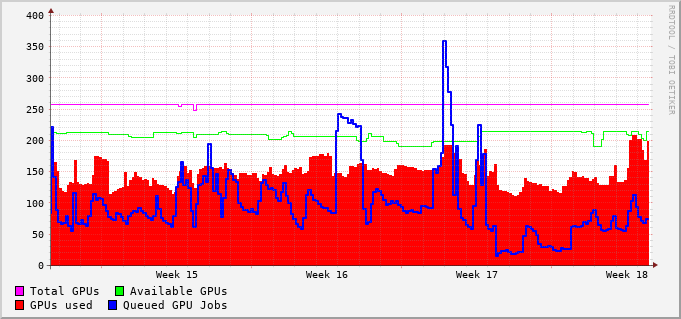 400
350
300
250
200
150
100
50
0
Week 15 Week 16 Week 17 Week 18
Total GPUs Available GPUs
GPUs used Queued GPU Jobs
RRDTOOL / TOBI OETIKER